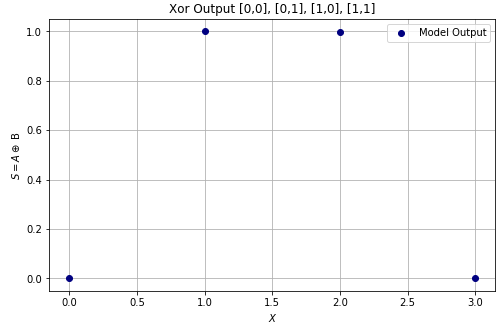 Xor Output [0,0], [0,1], [1,0], [1,1]
Model Output
1.0
0.8
0.6
0.4
0.2
0.0
S = A ⊕ B
0.0 0.5 1.0 1.5 2.0 2.5 3.0
X